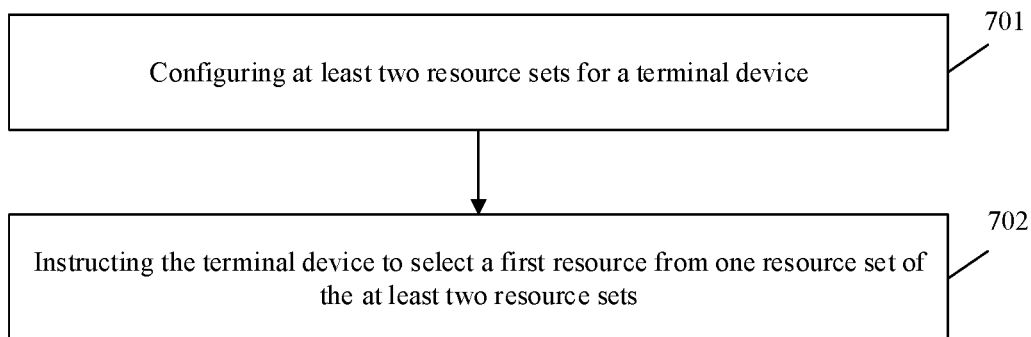 701
Configuring at least two resource sets for a terminal device
702
Instructing the terminal device to select a first resource from one resource set of
the at least two resource sets